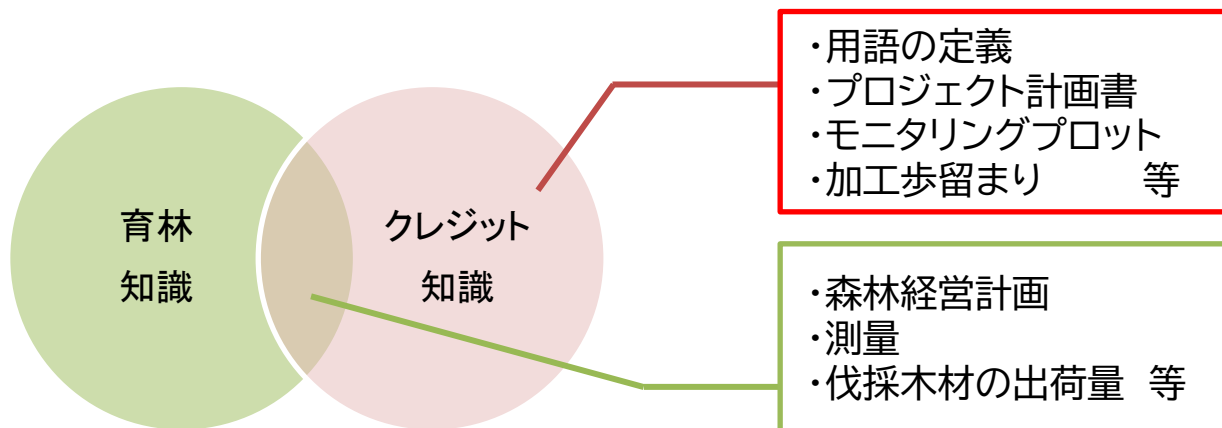 育林
知識
クレジット
知識
・用語の定義
・プロジェクト計画書
・モニタリングプロット
・加工歩留まり　　等
・森林経営計画
・測量
・伐採木材の出荷量　等